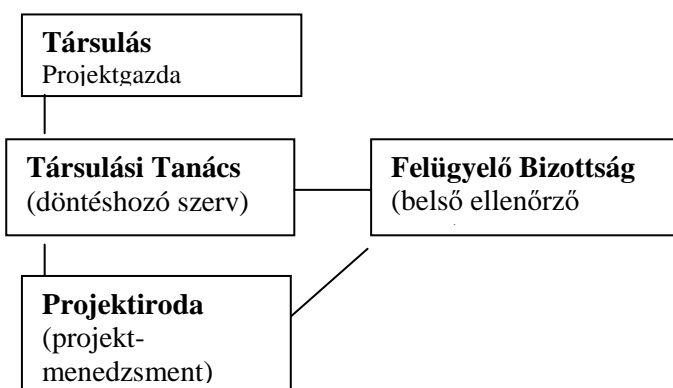 Társulás
Projektgazda
Társulási Tanács
(döntéshozó szerv)
Felügyelő Bizottság
(belső ellenőrző
Projektiroda
(projekt-
menedzsment)